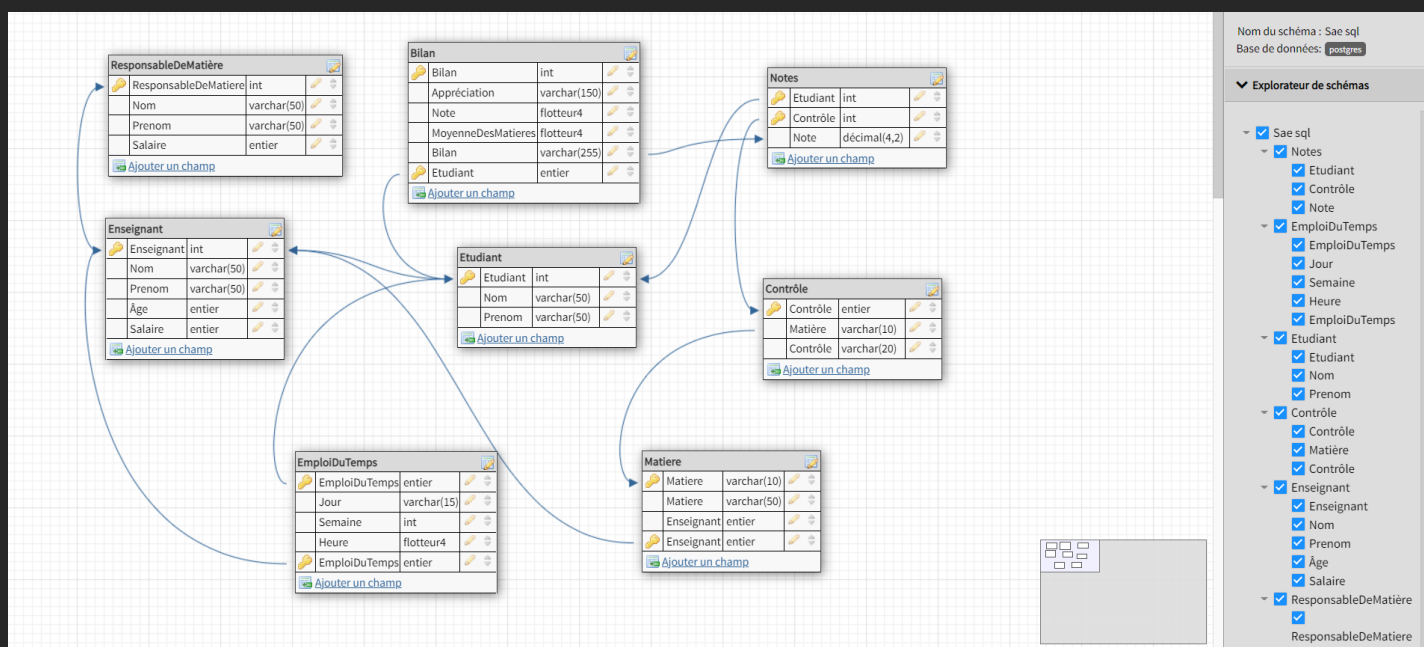 ResponsableDeMatière
ResponsableDeMatiere int
Nom varchar(50)
Prenom varchar(50)
Salaire entier
Ajouter un champ
Bilan
Bilan int
Appréciation varchar(150)
Note flotteur4
MoyenneDesMatieres flotteur4
Bilan varchar(255)
Etudiant entier
Ajouter un champ
Notes
Etudiant int
Contrôle int
Note décimal(4,2)
Ajouter un champ
Enseignant
Enseignant int
Nom varchar(50)
Prenom varchar(50)
Âge entier
Salaire entier
Ajouter un champ
Etudiant
Etudiant int
Nom varchar(50)
Prenom varchar(50)
Ajouter un champ
Contrôle
Contrôle entier
Matière varchar(10)
Contrôle varchar(20)
Ajouter un champ
EmploiDuTemps
EmploiDuTemps entier
Jour varchar(15)
Semaine int
Heure flotteur4
EmploiDuTemps entier
Ajouter un champ
Matiere
Matiere varchar(10)
Matiere varchar(50)
Enseignant entier
Enseignant entier
Ajouter un champ
Nom du schéma : Sae sql
Base de données: postgres
Explorateur de schémas
Sae sql
Notes
Etudiant
Contrôle
Note
EmploiDuTemps
EmploiDuTemps
Jour
Semaine
Heure
EmploiDuTemps
Etudiant
Etudiant
Nom
Prenom
Contrôle
Contrôle
Matière
Contrôle
Enseignant
Enseignant
Nom
Prenom
Âge
Salaire
ResponsableDeMatière
ResponsableDeMatiere